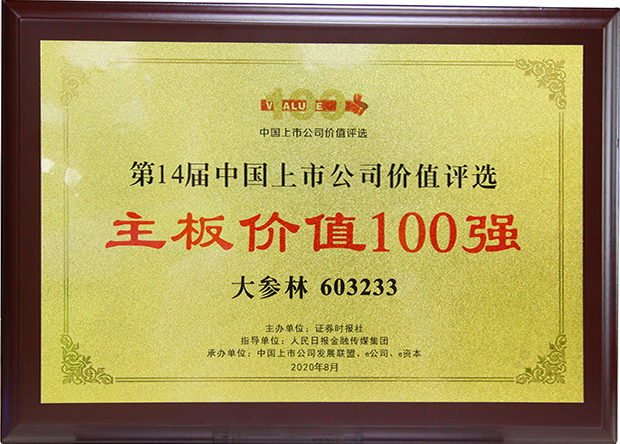 100
VALUE
中国上市公司价值评选
第14届中国上市公司价值评选
主板价值100强
大参林 603233
主办单位：证券时报社
指导单位：人民日报金融传媒集团
承办单位：中国上市公司发展联盟，e公司、e资本
2020年8月